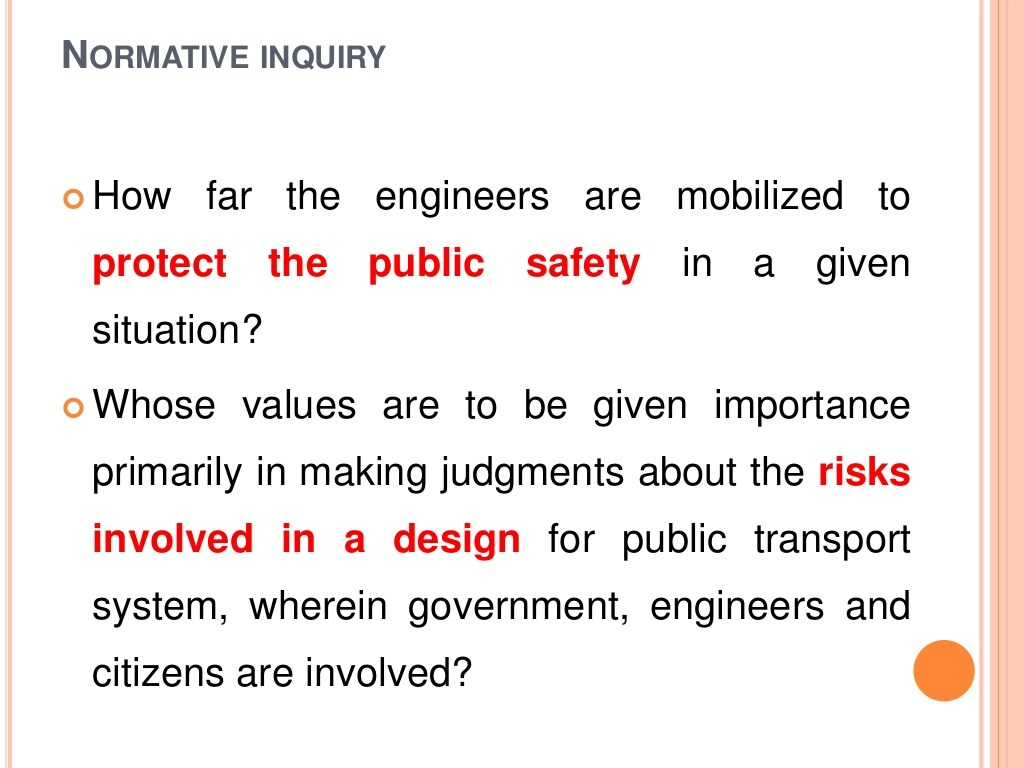 NORMATIVE INQUIRY
How far the engineers are mobilized to
protect the public safety in a given
situation?
Whose values are to be given importance
primarily in making judgments about the risks
involved in a design for public transport
system, wherein government, engineers and
citizens are involved?